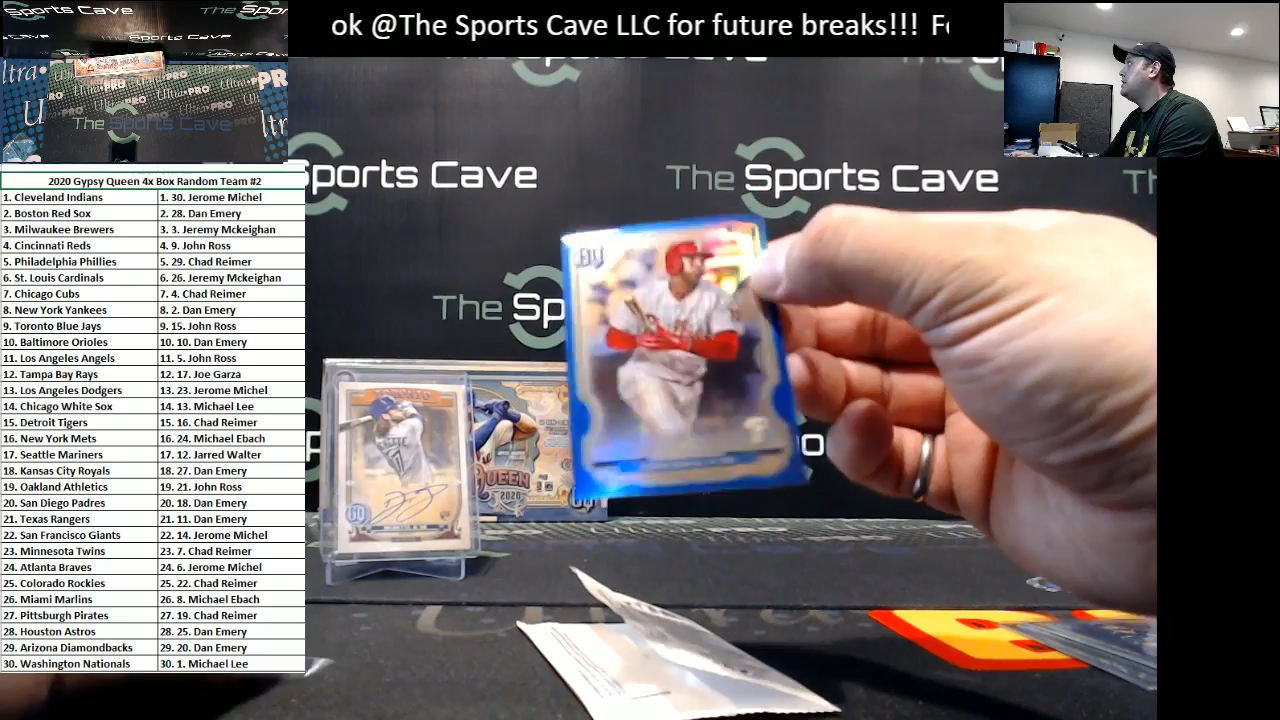 ok @The Sports Cave LLC for future breaks!!! Fo
2020 Gypsy Queen 4x Box Random Team #2
1. Cleveland Indians 1. 30. Jerome Michel
2. Boston Red Sox 2. 28. Dan Emery
3. Milwaukee Brewers 3. 3. Jeremy Mckeighan
4. Cincinnati Reds 4. 9. John Ross
5. Philadelphia Phillies 5. 29. Chad Reimer
6. St. Louis Cardinals 6. 26. Jeremy Mckeighan
7. Chicago Cubs 7. 4. Chad Reimer
8. New York Yankees 8. 2. Dan Emery
9. Toronto Blue Jays 9. 15. John Ross
10. Baltimore Orioles 10. 10. Dan Emery
11. Los Angeles Angels 11. 5. John Ross
12. Tampa Bay Rays 12. 17. Joe Garza
13. Los Angeles Dodgers 13. 23. Jerome Michel
14. Chicago White Sox 14. 13. Michael Lee
15. Detroit Tigers 15. 16. Chad Reimer
16. New York Mets 16. 24. Michael Ebach
17. Seattle Mariners 17. 12. Jarred Walter
18. Kansas City Royals 18. 27. Dan Emery
19. Oakland Athletics 19. 21. John Ross
20. San Diego Padres 20. 18. Dan Emery
21. Texas Rangers 21. 11. Dan Emery
22. San Francisco Giants 22. 14. Jerome Michel
23. Minnesota Twins 23. 7. Chad Reimer
24. Atlanta Braves 24. 6. Jerome Michel
25. Colorado Rockies 25. 22. Chad Reimer
26. Miami Marlins 26. 8. Michael Ebach
27. Pittsburgh Pirates 27. 19. Chad Reimer
28. Houston Astros 28. 25. Dan Emery
29. Arizona Diamondbacks 29. 20. Dan Emery
30. Washington Nationals 30. 1. Michael Lee
The Sports Cave
Ultra PRO
Sports Cave
The Sports Cave
The Sp
GQ
TORONTO
QUEEN
2020